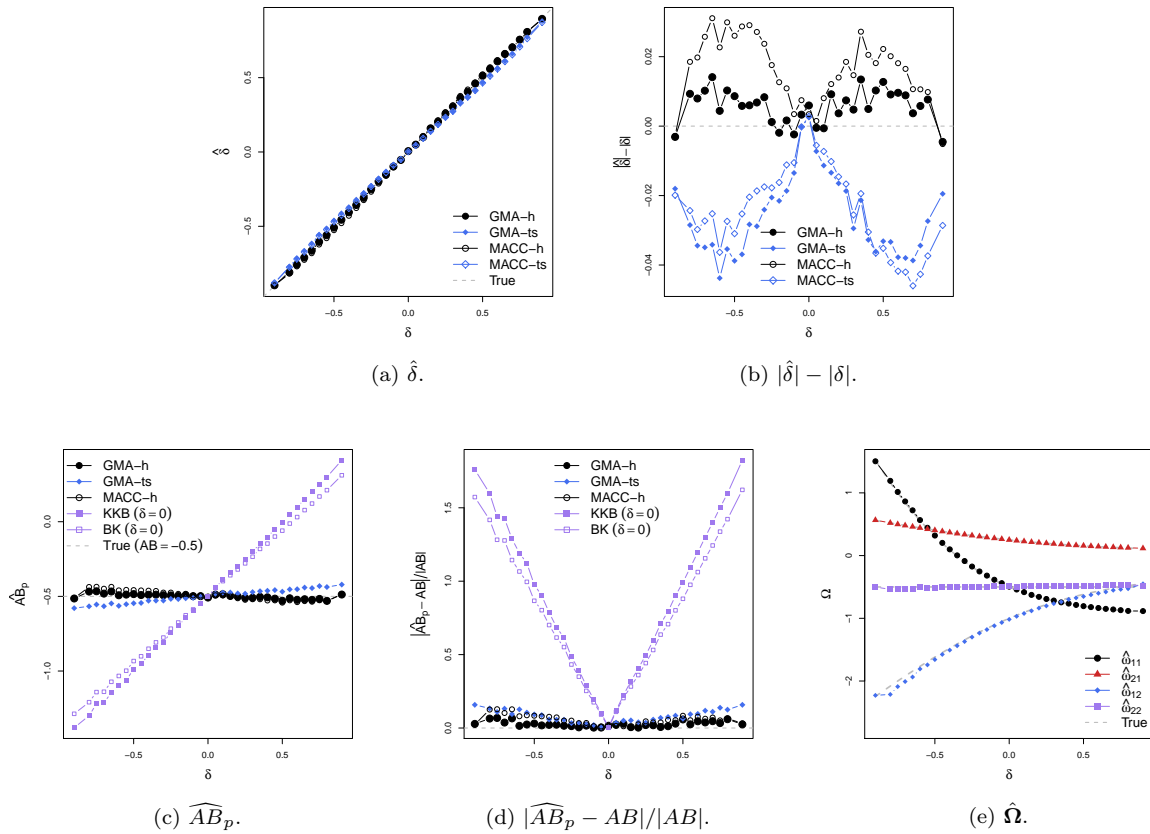 0.5
0.0
−0.5
δ̂
−0.5
0.0
0.5
δ
GMA−h
GMA−ts
MACC−h
MACC−ts
True
(a) δ̂.
0.02
0.00
−0.02
−0.04
|δ̂|−|δ|
−0.5
0.0
0.5
δ
GMA−h
GMA−ts
MACC−h
MACC−ts
(b) |δ̂| − |δ|.
0.0
−0.5
−1.0
ÂB_p
−0.5
0.0
0.5
δ
GMA−h
GMA−ts
MACC−h
KKB (δ=0)
BK (δ=0)
True (AB=−0.5)
(c) ÂB_p.
1.5
1.0
0.5
0.0
|ÂB_p−AB|/|AB|
−0.5
0.0
0.5
δ
GMA−h
GMA−ts
MACC−h
KKB (δ=0)
BK (δ=0)
(d) |ÂB_p − AB|/|AB|.
1
0
−1
−2
Ω
−0.5
0.0
0.5
δ
ω̂₁₁
ω̂₂₁
ω̂₁₂
ω̂₂₂
True
(e) Ω̂.